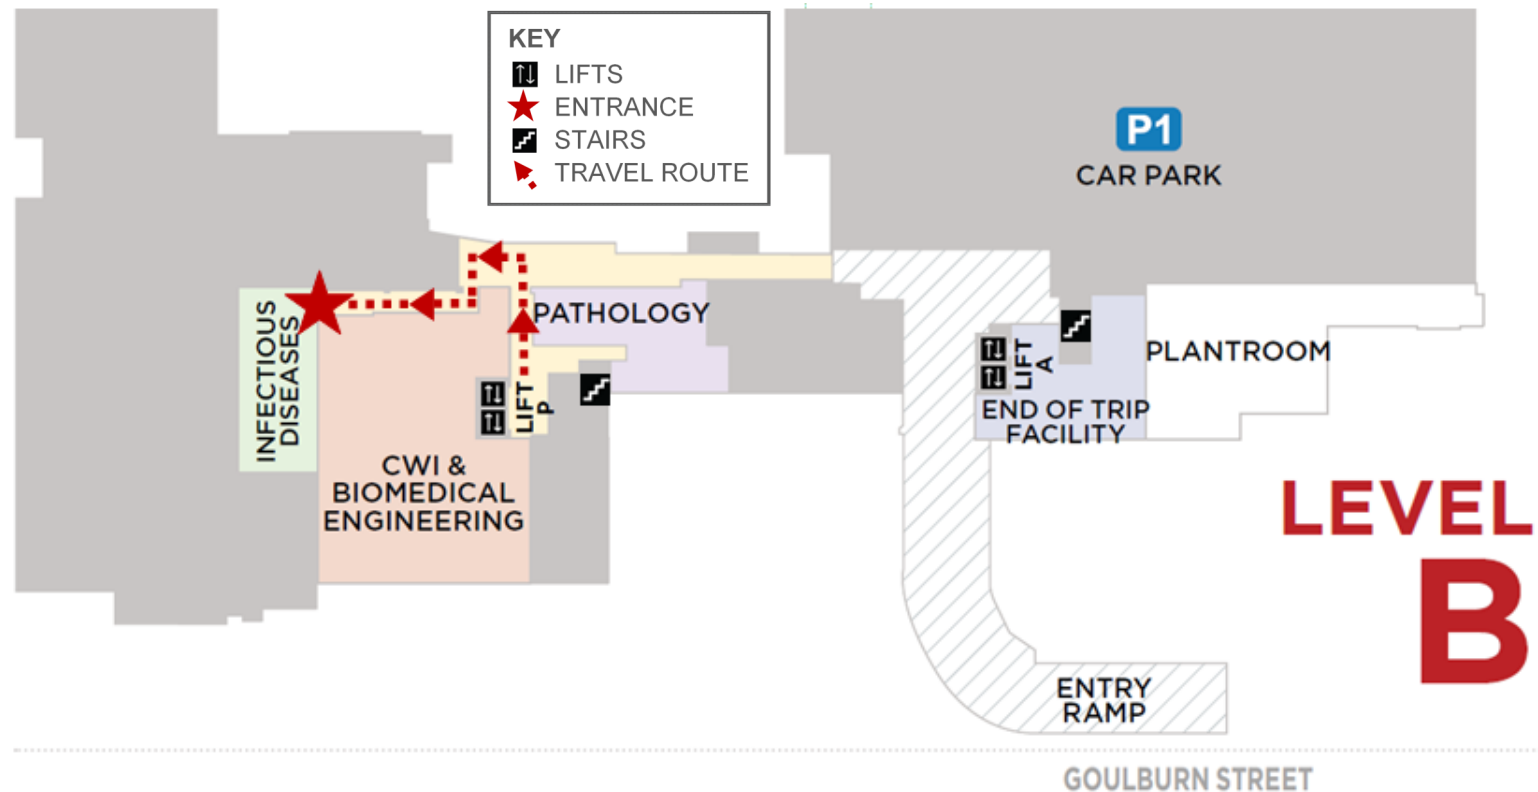 KEY
LIFTS
ENTRANCE
STAIRS
TRAVEL ROUTE
P1
CAR PARK
INFECTIOUS
DISEASES
PATHOLOGY
LIFT
P
LIFT
A
PLANTROOM
END OF TRIP
FACILITY
CWI &
BIOMEDICAL
ENGINEERING
LEVEL
B
ENTRY
RAMP
GOULBURN STREET